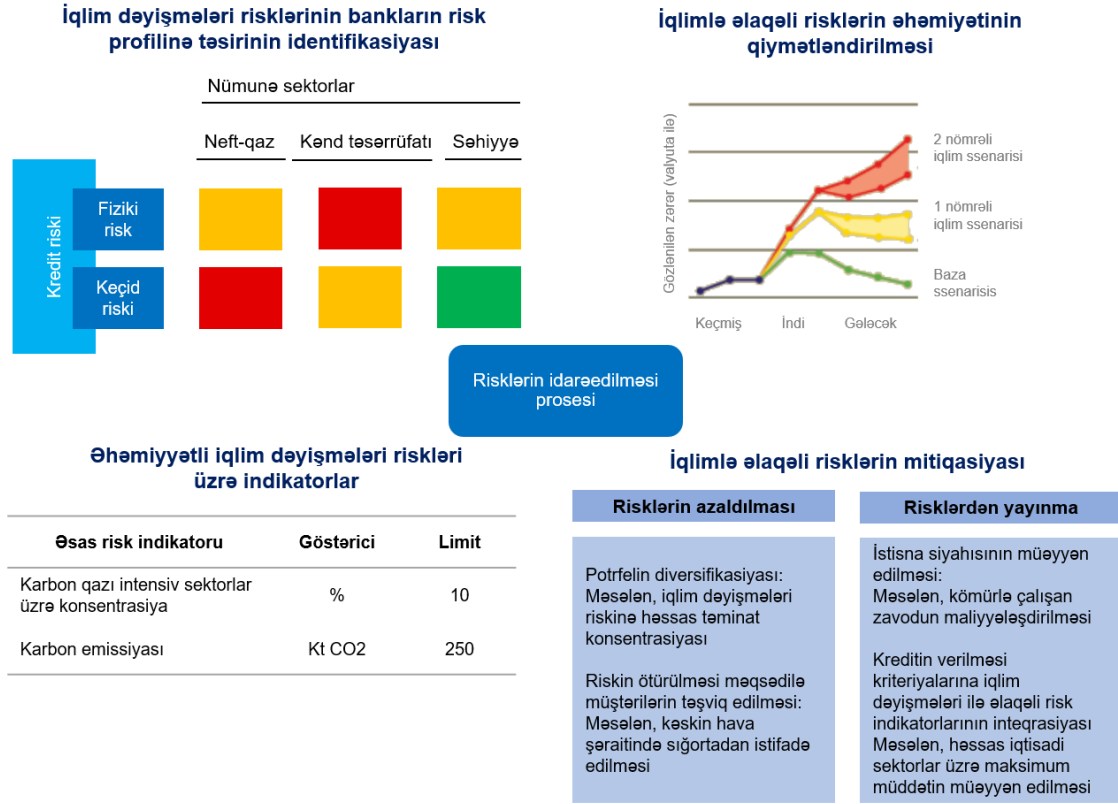 İqlim dəyişmələri risklərinin bankların risk
profilinə təsirinin identifikasiyası
Nümunə sektorlar
Neft-qaz
Kənd təsərrüfatı
Səhiyyə
Kredit riski
Fiziki
risk
Keçid
riski
İqlimlə əlaqəli risklərin əhəmiyyətinin
qiymətləndirilməsi
Gözlənilən zərər (valyuta ilə)
2 nömrəli
iqlim ssenarisi
1 nömrəli
iqlim ssenarisi
Baza
ssenarisis
Keçmiş
İndi
Gələcək
Risklərin idarəedilməsi
prosesi
Əhəmiyyətli iqlim dəyişmələri riskləri
üzrə indikatorlar
Əsas risk indikatoru
Göstərici
Limit
Karbon qazı intensiv sektorlar
üzrə konsentrasiya
%
10
Karbon emissiyası
Kt CO2
250
İqlimlə əlaqəli risklərin mitiqasiyası
Risklərin azaldılması
Potrfelin diversifikasiyası:
Məsələn, iqlim dəyişmələri
riskinə həssas təminat
konsentrasiyası
Riskin ötürülməsi məqsədilə
müştərilərin təşviq edilməsi:
Məsələn, kəskin hava
şəraitində sığortadan istifadə
edilməsi
Risklərdən yayınma
İstisna siyahısının müəyyən
edilməsi:
Məsələn, kömürlə çalışan
zavodun maliyyələşdirilməsi
Kreditin verilməsi
kriteriyalarına iqlim
dəyişmələri ilə əlaqəli risk
indikatorlarının inteqrasiyası
Məsələn, həssas iqtisadi
sektorlar üzrə maksimum
müddətin müəyyən edilməsi